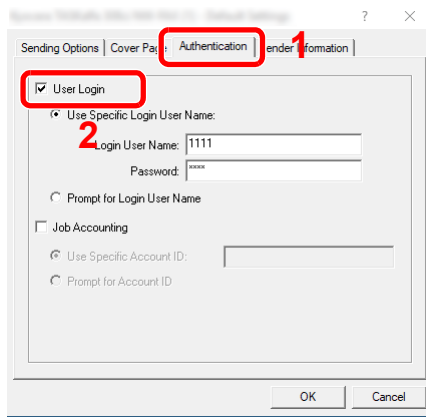 ? ×
Sending Options Cover Page Authentication Sender Information
1
User Login
Use Specific Login User Name:
2
Login User Name: 1111
Password: ****
Prompt for Login User Name
Job Accounting
Use Specific Account ID:
Prompt for Account ID
OK Cancel